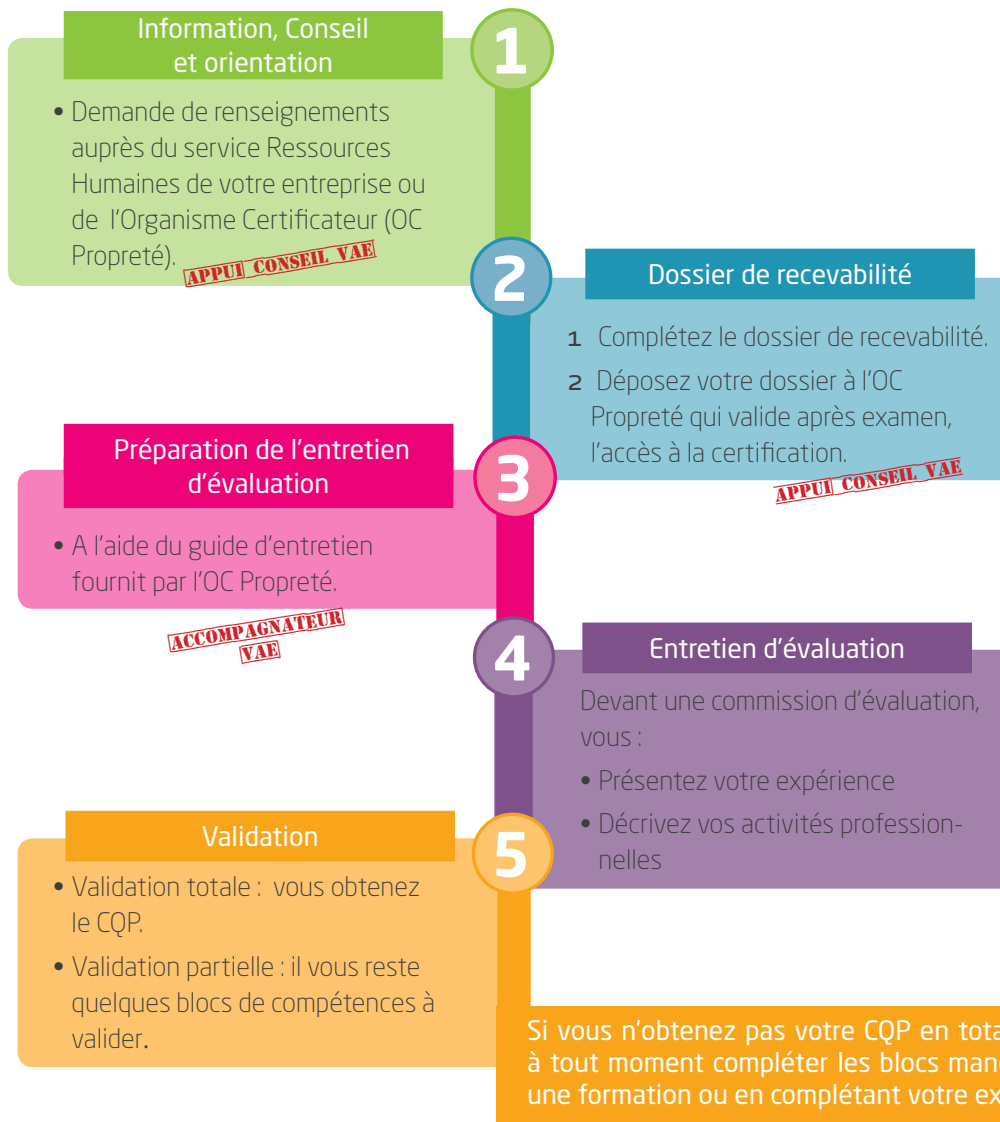 Information, Conseil
et orientation
1
• Demande de renseignements
auprès du service Ressources
Humaines de votre entreprise ou
de l'Organisme Certificateur (OC
Propreté).
APPUI CONSEIL VAE
2
Dossier de recevabilité
1 Complétez le dossier de recevabilité.
2 Déposez votre dossier à l'OC
Propreté qui valide après examen,
l'accès à la certification.
APPUI CONSEIL VAE
Préparation de l'entretien
d'évaluation
3
• A l'aide du guide d'entretien
fournit par l'OC Propreté.
ACCOMPAGNATEUR
VAE
4
Entretien d'évaluation
Devant une commission d'évaluation,
vous :
• Présentez votre expérience
• Décrivez vos activités profession-
nelles
Validation
5
• Validation totale : vous obtenez
le CQP.
• Validation partielle : il vous reste
quelques blocs de compétences à
valider.
Si vous n'obtenez pas votre CQP en
à tout moment compléter les blocs
une formation ou en complétant votre